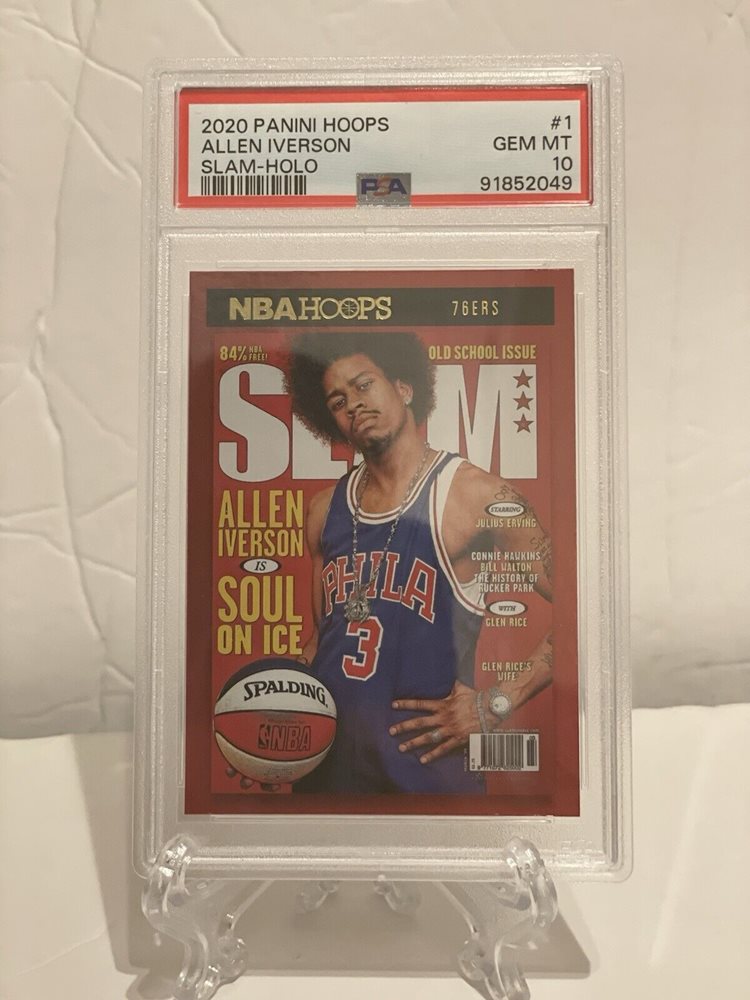 2020 PANINI HOOPS #1
ALLEN IVERSON GEM MT
SLAM-HOLO 10
PSA 91852049
NBA HOOPS 76ERS
84% NBA FREE!
OLD SCHOOL ISSUE
SLAM
ALLEN
IVERSON
IS
SOUL
ON ICE
STARRING
JULIUS ERVING
CONNIE HAWKINS
BILL WALTON
THE HISTORY OF
RUCKER PARK
WITH
GLEN RICE
GLEN RICE'S
WIFE
PHILA
3
SPALDING
NBA